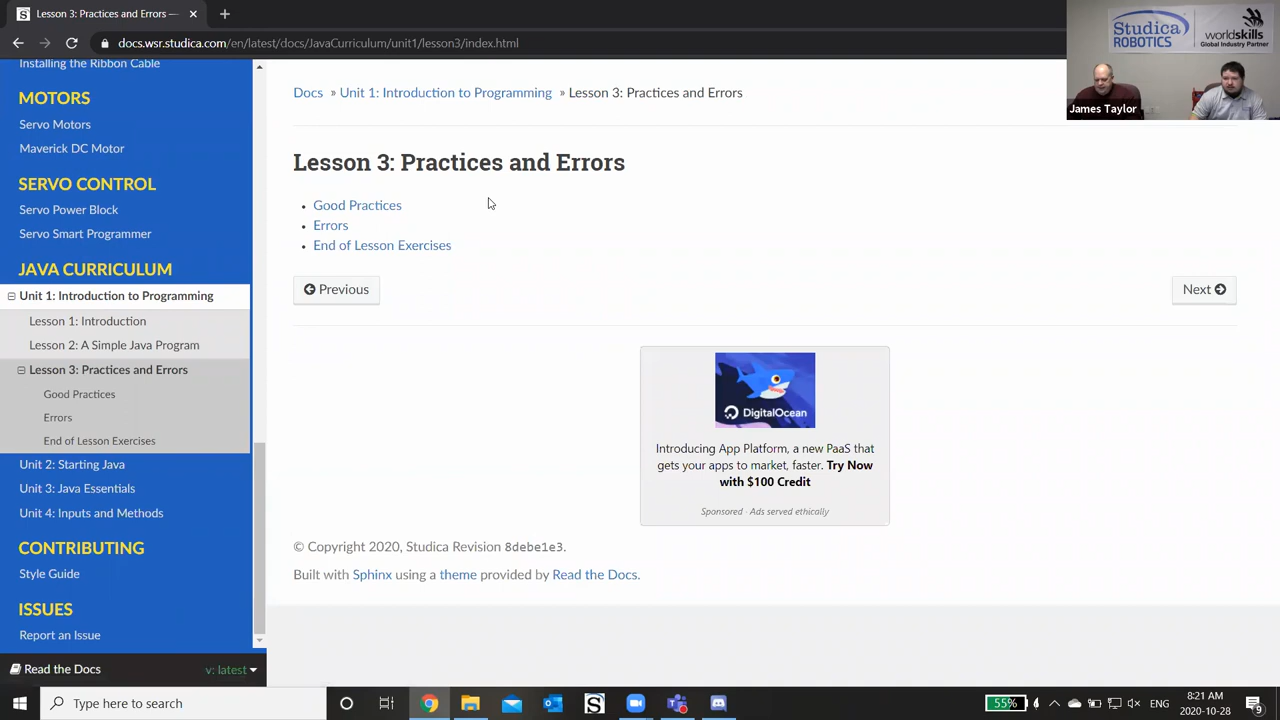 Lesson 3: Practices and Errors —
docs.wsr.studica.com/en/latest/docs/JavaCurriculum/unit1/lesson3/index.html
Studica
ROBOTICS
worldskills
Global Industry Partner
James Taylor
Installing the Ribbon Cable
MOTORS
Servo Motors
Maverick DC Motor
SERVO CONTROL
Servo Power Block
Servo Smart Programmer
JAVA CURRICULUM
Unit 1: Introduction to Programming
Lesson 1: Introduction
Lesson 2: A Simple Java Program
Lesson 3: Practices and Errors
Good Practices
Errors
End of Lesson Exercises
Unit 2: Starting Java
Unit 3: Java Essentials
Unit 4: Inputs and Methods
CONTRIBUTING
Style Guide
ISSUES
Report an Issue
Read the Docs v: latest
Docs » Unit 1: Introduction to Programming » Lesson 3: Practices and Errors
Lesson 3: Practices and Errors
Good Practices
Errors
End of Lesson Exercises
Previous
Next
DigitalOcean
Introducing App Platform, a new PaaS that
gets your apps to market, faster. Try Now
with $100 Credit
Sponsored · Ads served ethically
© Copyright 2020, Studica Revision 8debe1e3.
Built with Sphinx using a theme provided by Read the Docs.
Type here to search
55%
ENG
8:21 AM
2020-10-28
9